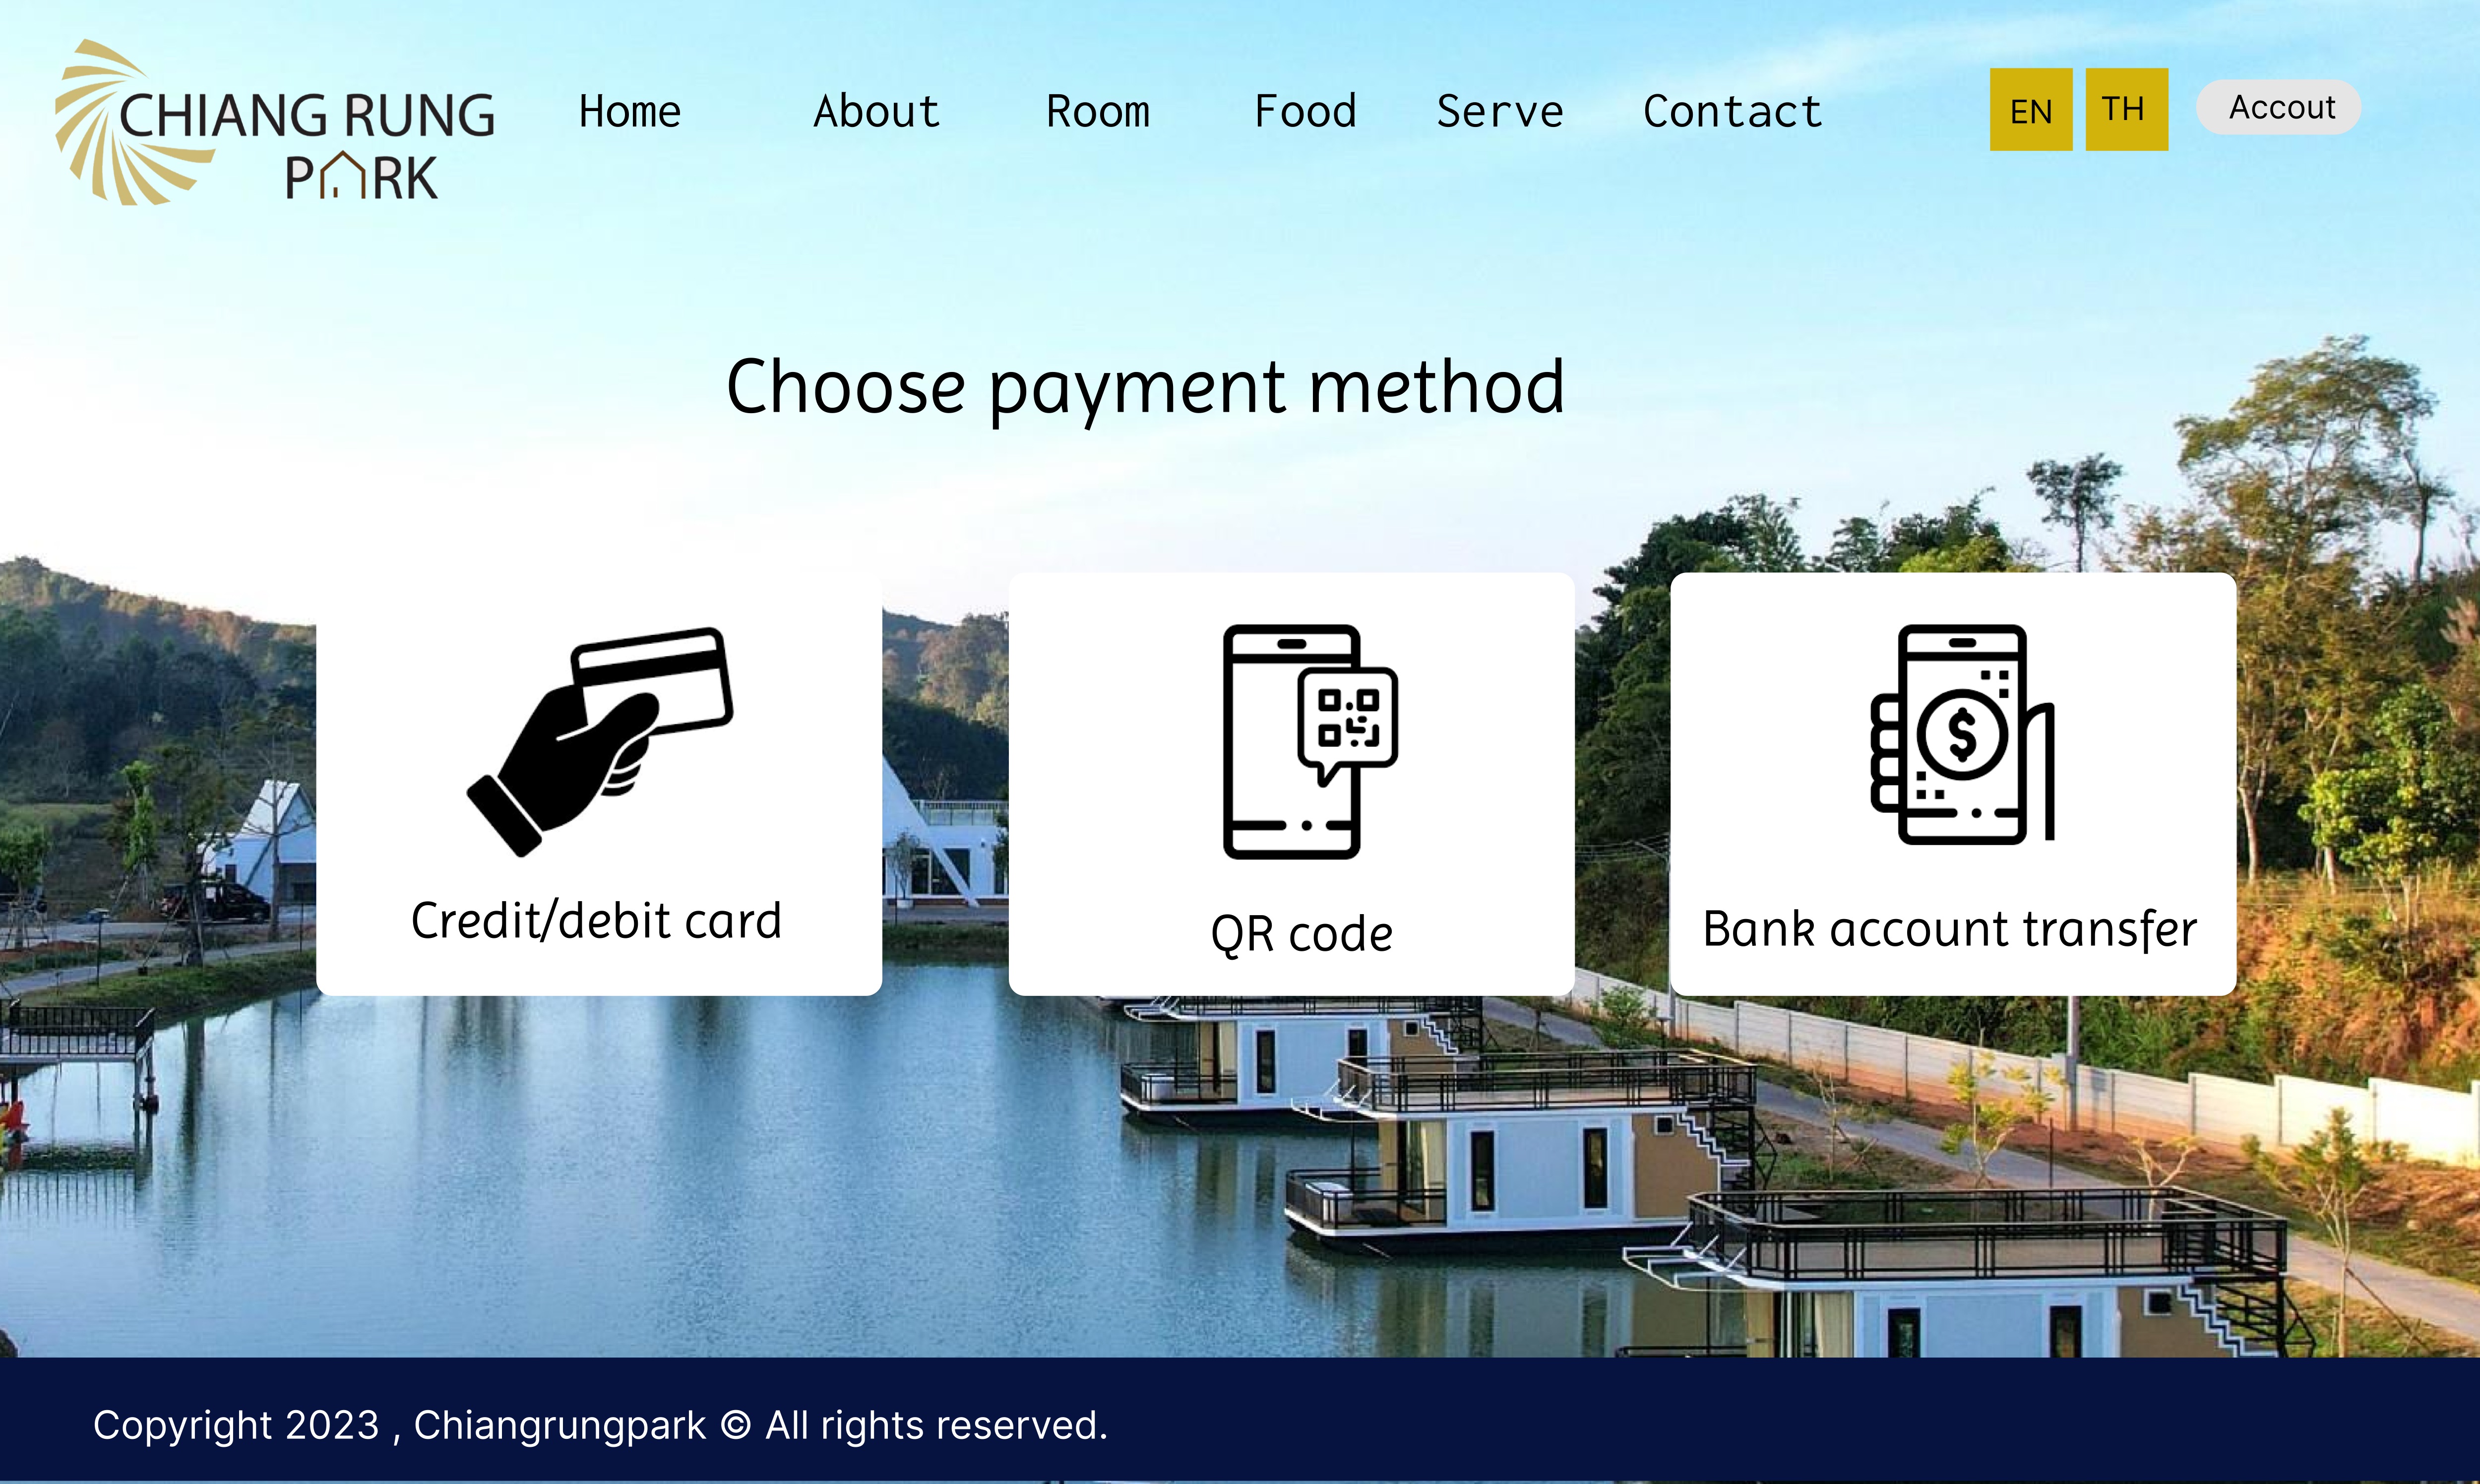 CHIANG RUNG
PARK
Home About Room Food Serve Contact
EN TH Accout
Choose payment method
Credit/debit card
QR code
Bank account transfer
Copyright 2023 , Chiangrungpark © All rights reserved.